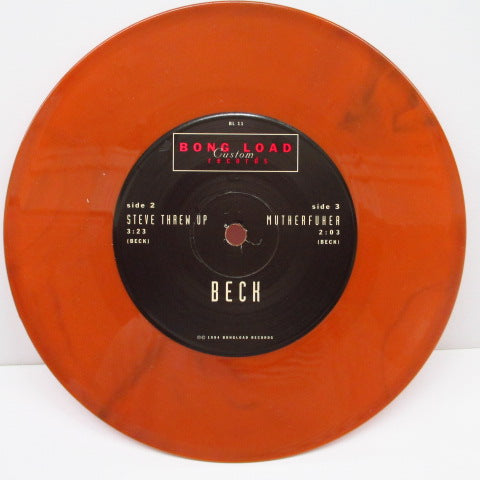 BL 11
BONG LOAD
Custom
records
side 2
STEVE THREW UP
3:23
(BECK)
side 3
MUTHERFUKER
2:03
(BECK)
BECK
℗© 1994 BONGLOAD RECORDS